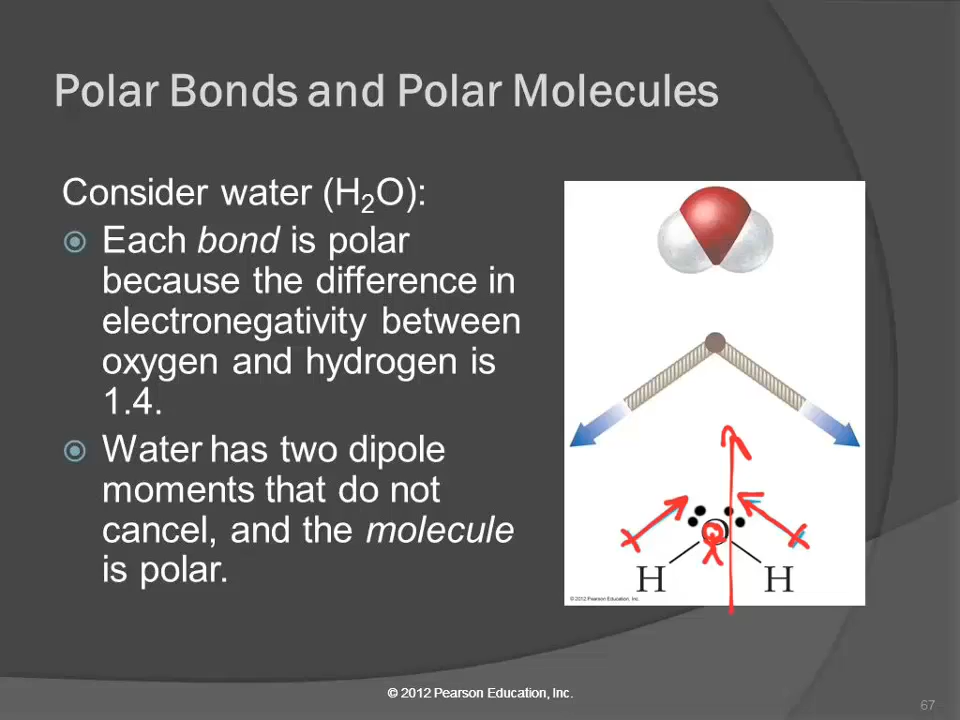 Polar Bonds and Polar Molecules
Consider water (H₂O):
Each bond is polar
because the difference in
electronegativity between
oxygen and hydrogen is
1.4.
Water has two dipole
moments that do not
cancel, and the molecule
is polar.
O
H H
© 2012 Pearson Education, Inc.
© 2012 Pearson Education, Inc.
67